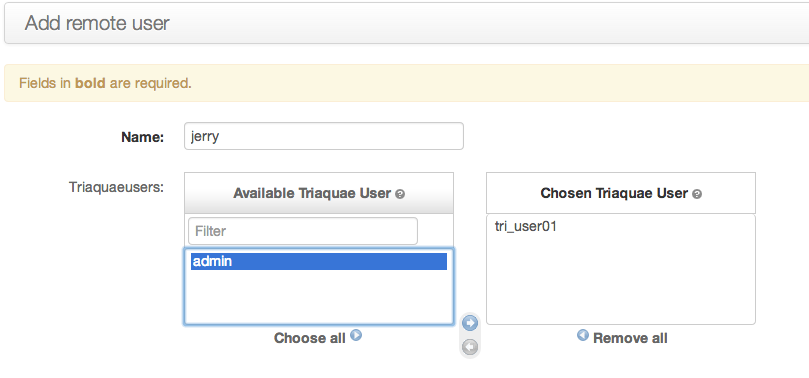 Add remote user
Fields in bold are required.
Name:
jerry
Triaquaeusers:
Available Triaquae User
Chosen Triaquae User
Filter
tri_user01
admin
Choose all
Remove all